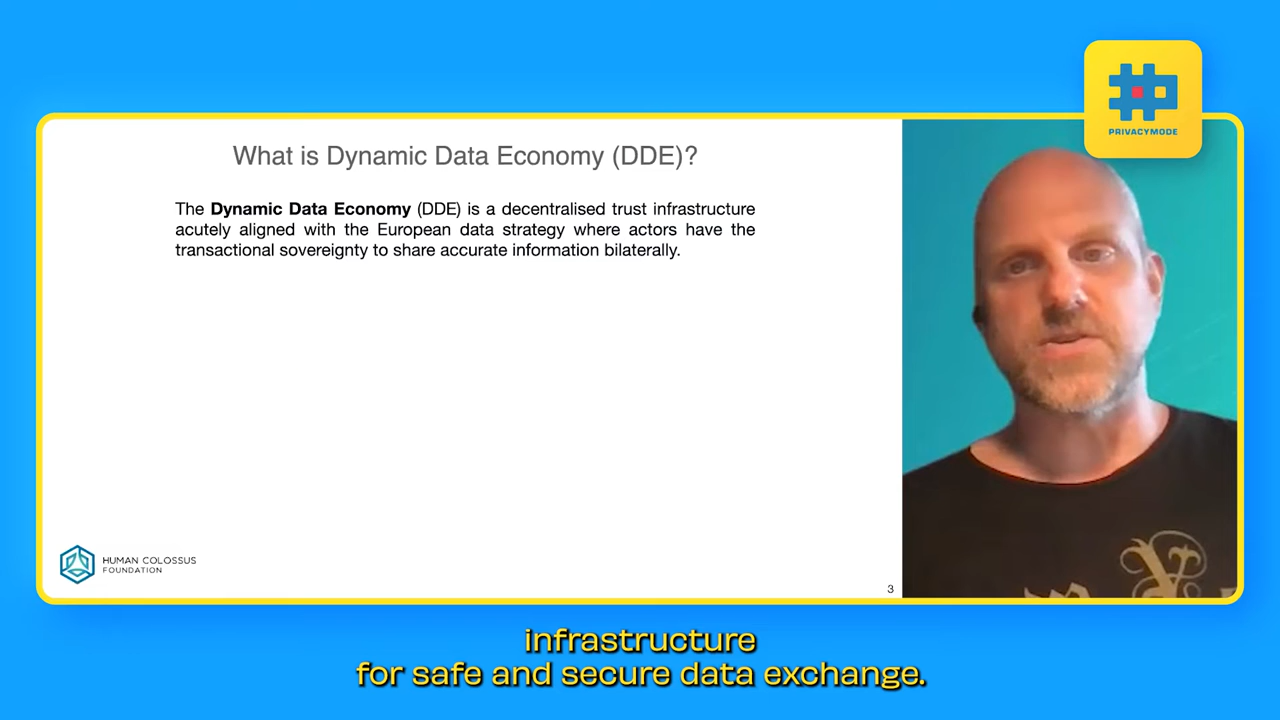 PRIVACYMODE
What is Dynamic Data Economy (DDE)?
The Dynamic Data Economy (DDE) is a decentralised trust infrastructure
acutely aligned with the European data strategy where actors have the
transactional sovereignty to share accurate information bilaterally.
HUMAN COLOSSUS
FOUNDATION
3
infrastructure
for safe and secure data exchange.